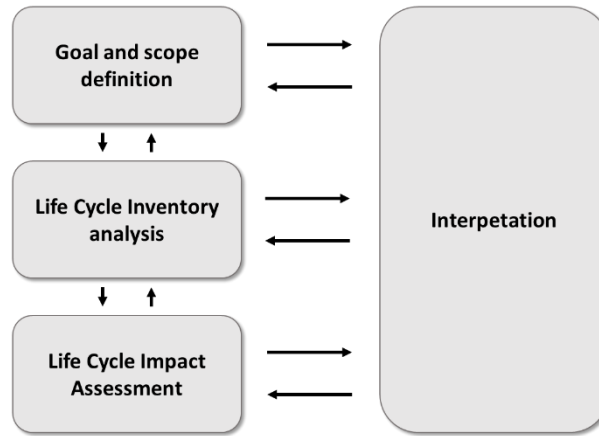 Goal and scope
definition
Life Cycle Inventory
analysis
Interpetation
Life Cycle Impact
Assessment